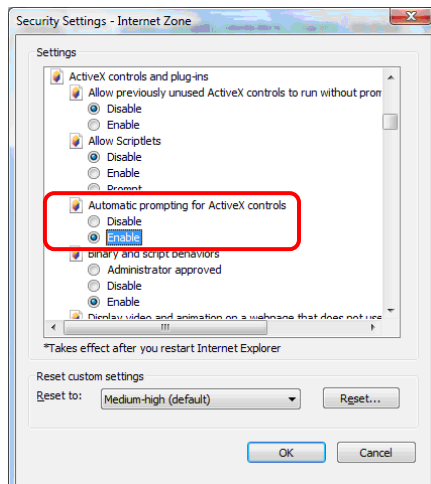 Security Settings - Internet Zone
Settings
ActiveX controls and plug-ins
Allow previously unused ActiveX controls to run without prom
Disable
Enable
Allow Scriptlets
Disable
Enable
Prompt
Automatic prompting for ActiveX controls
Disable
Enable
Binary and script behaviors
Administrator approved
Disable
Enable
Display video and animation on a webpage that does not use
*Takes effect after you restart Internet Explorer
Reset custom settings
Reset to: Medium-high (default) Reset...
OK Cancel